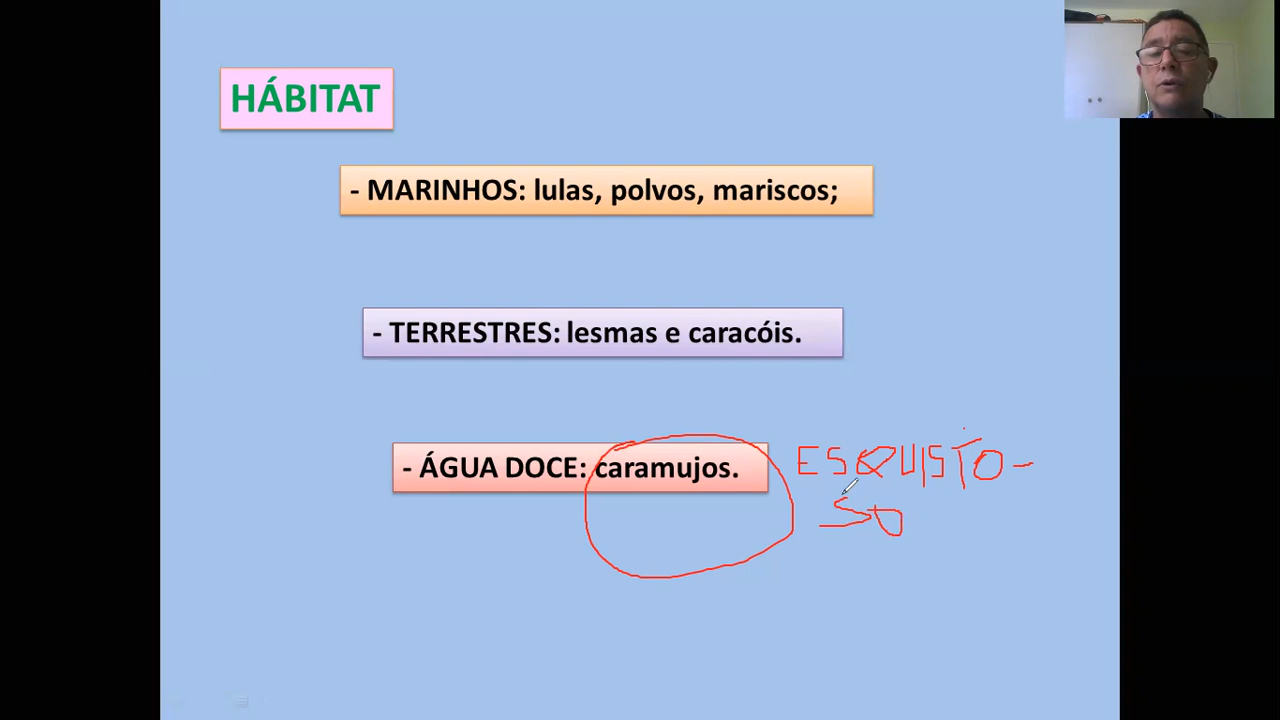 HÁBITAT
- MARINHOS: lulas, polvos, mariscos;
- TERRESTRES: lesmas e caracóis.
- ÁGUA DOCE: caramujos.
ESQUISTO-
SO